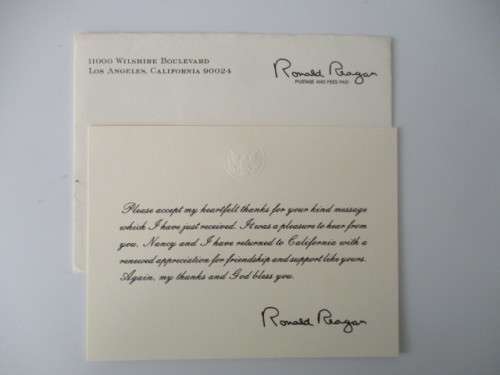 11000 Wilshire Boulevard
Los Angeles, California 90024
Ronald Reagan
POSTAGE AND FEES PAID
Please accept my heartfelt thanks for your kind message
which I have just received. It was a pleasure to hear from
you. Nancy and I have returned to California with a
renewed appreciation for friendship and support like yours.
Again, my thanks and God bless you.
Ronald Reagan